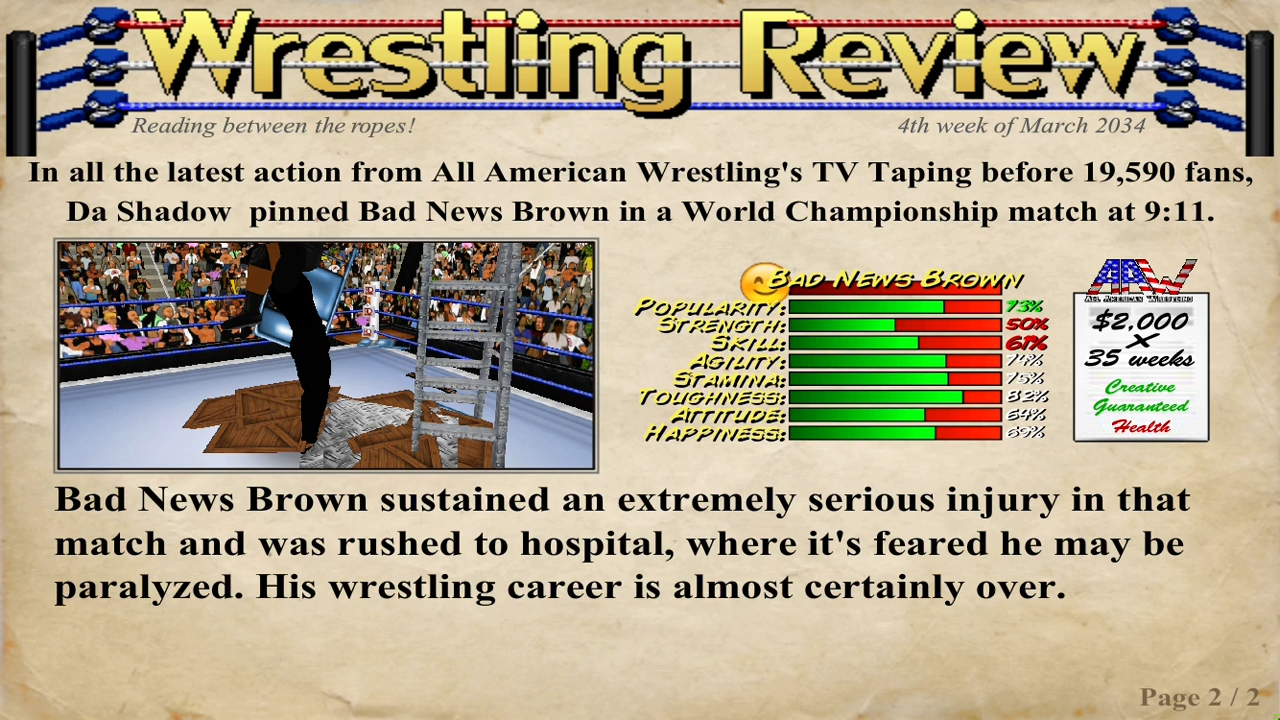 Wrestling Review
Reading between the ropes!
4th week of March 2034
In all the latest action from All American Wrestling's TV Taping before 19,590 fans,
Da Shadow pinned Bad News Brown in a World Championship match at 9:11.
BAD NEWS BROWN
POPULARITY: 73%
STRENGTH: 50%
SKILL: 61%
AGILITY: 74%
STAMINA: 75%
TOUGHNESS: 82%
ATTITUDE: 64%
HAPPINESS: 69%
AAW
ALL AMERICAN WRESTLING
$2,000
X
35 weeks
Creative
Guaranteed
Health
Bad News Brown sustained an extremely serious injury in that
match and was rushed to hospital, where it's feared he may be
paralyzed. His wrestling career is almost certainly over.
Page 2 / 2